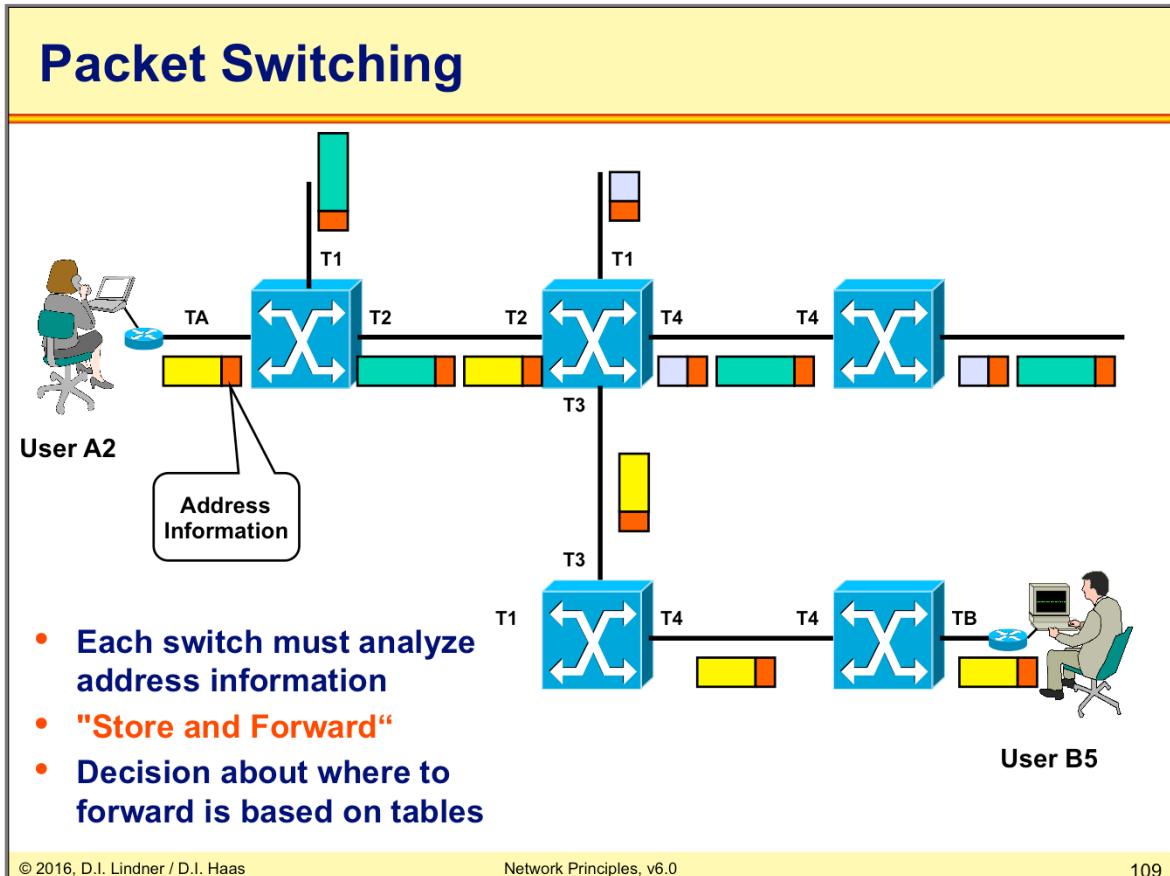 Packet Switching
T1
T1
TA
T2
T2
T4
T4
T3
User A2
Address
Information
T3
T1
T4
T4
TB
• Each switch must analyze
address information
• "Store and Forward“
• Decision about where to
forward is based on tables
User B5
© 2016, D.I. Lindner / D.I. Haas
Network Principles, v6.0
109